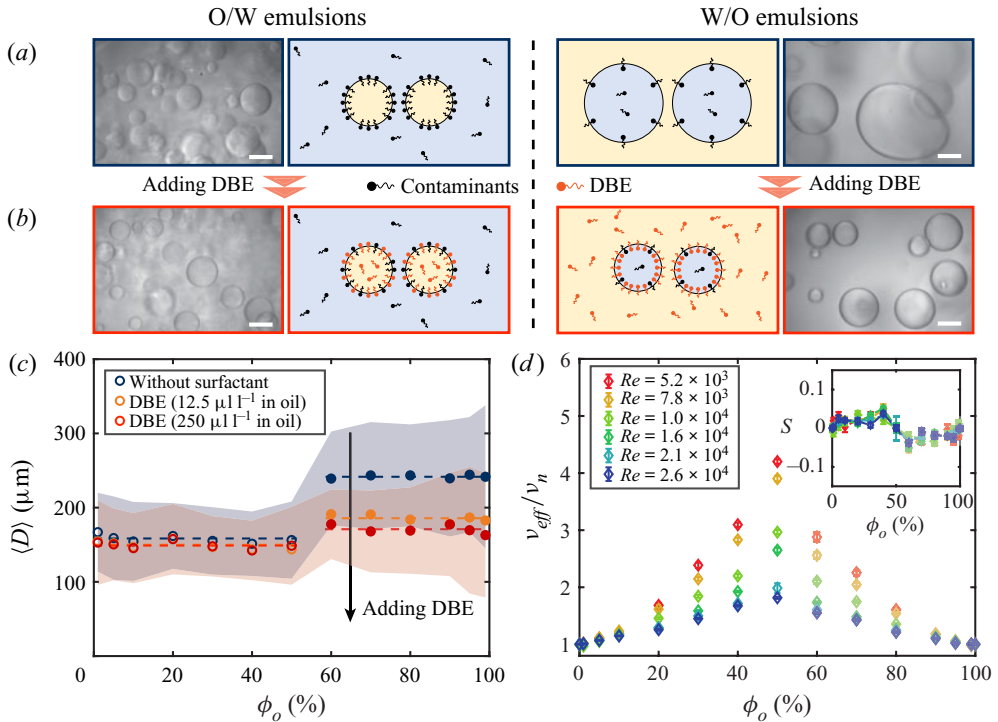 O/W emulsions
W/O emulsions
(a)
Adding DBE
Contaminants
DBE
Adding DBE
(b)
(c)
400
300
200
100
0
20
40
60
80
100
⟨D⟩ (μm)
ϕo (%)
Without surfactant
DBE (12.5 μl l−1 in oil)
DBE (250 μl l−1 in oil)
Adding DBE
(d)
6
5
4
3
2
1
0
20
40
60
80
100
νeff/νn
ϕo (%)
Re = 5.2 × 10³
Re = 7.8 × 10³
Re = 1.0 × 10⁴
Re = 1.6 × 10⁴
Re = 2.1 × 10⁴
Re = 2.6 × 10⁴
0.1
0
−0.1
S
0
50
100
ϕo (%)